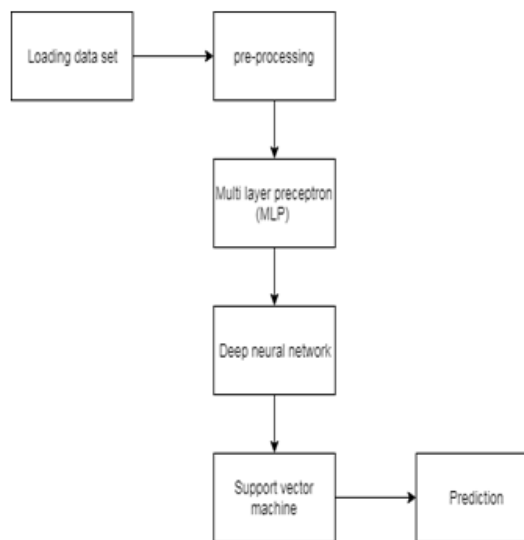 Loading data set
pre-processing
Multi layer preceptron
(MLP)
Deep neural network
Support vector
machine
Prediction